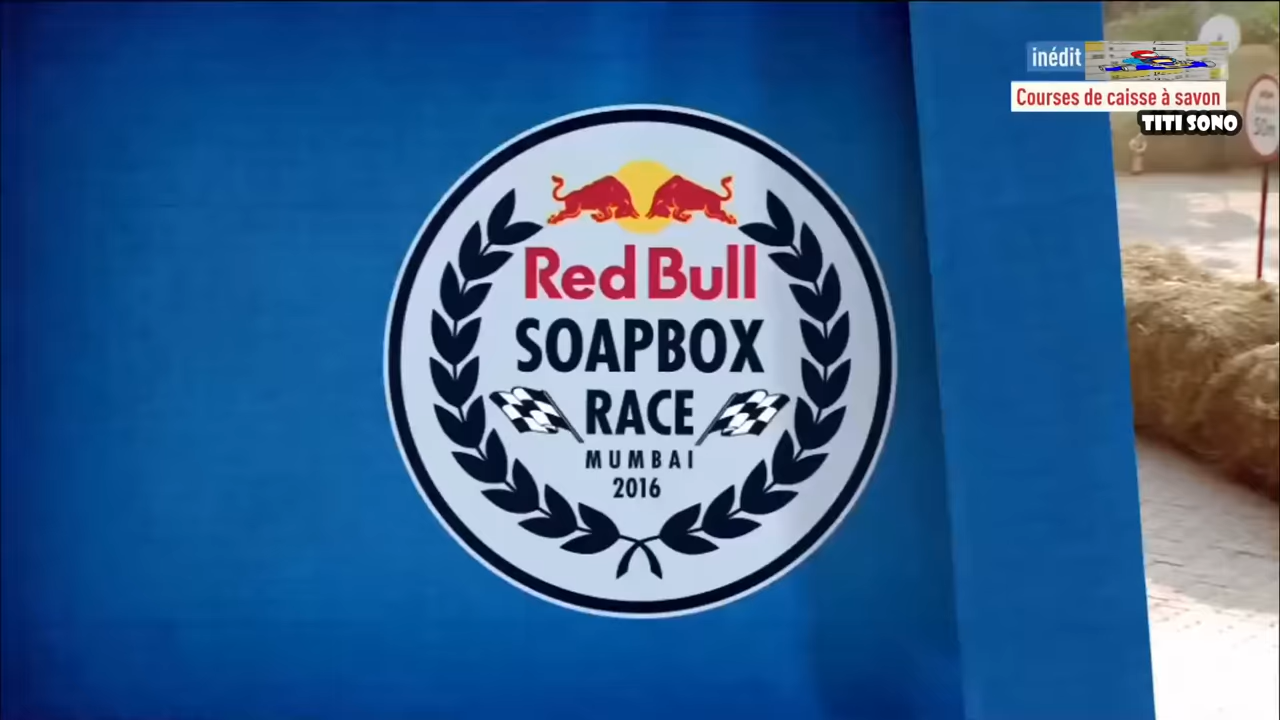 inédit
Courses de caisse à savon
TITI SONO
Red Bull
SOAPBOX
RACE
MUMBAI
2016